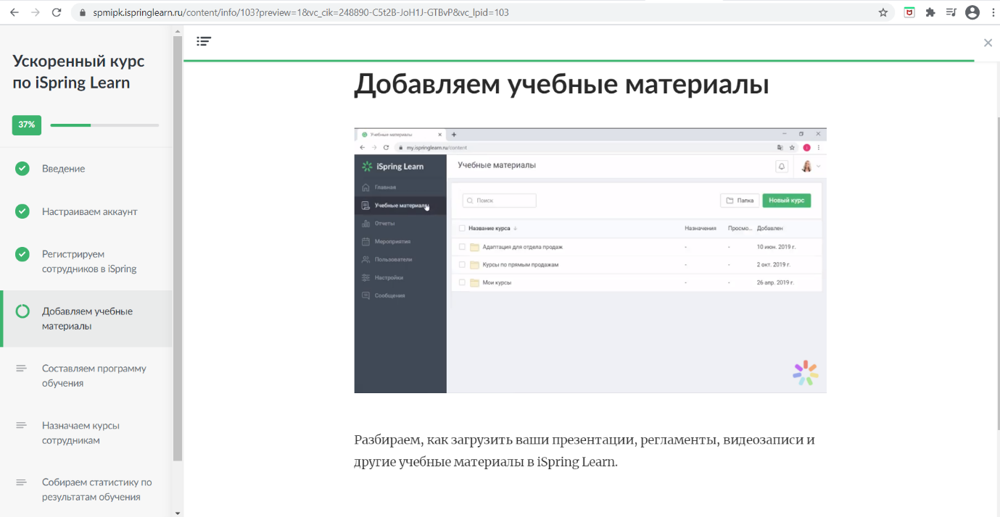 spmipk.ispringlearn.ru/content/info/103?preview=1&vc_cik=248890-C5t2B-JoH1J-GTBvP&vc_lpid=103
Ускоренный курс
по iSpring Learn
37%
Введение
Настраиваем аккаунт
Регистрируем
сотрудников в iSpring
Добавляем учебные
материалы
Составляем программу
обучения
Назначаем курсы
сотрудникам
Собираем статистику по
результатам обучения
Добавляем учебные материалы
Учебные материалы
my.ispringlearn.ru/content
iSpring Learn
Учебные материалы
Главная
Учебные материалы
Отчеты
Мероприятия
Пользователи
Настройки
Сообщения
Поиск
Папка
Новый курс
Название курса
Назначения
Просмо...
Добавлен
Адаптация для отдела продаж
-
-
10 июн. 2019 г.
Курсы по прямым продажам
-
-
2 окт. 2019 г.
Мои курсы
-
-
26 апр. 2019 г.
Разбираем, как загрузить ваши презентации, регламенты, видеозаписи и
другие учебные материалы в iSpring Learn.